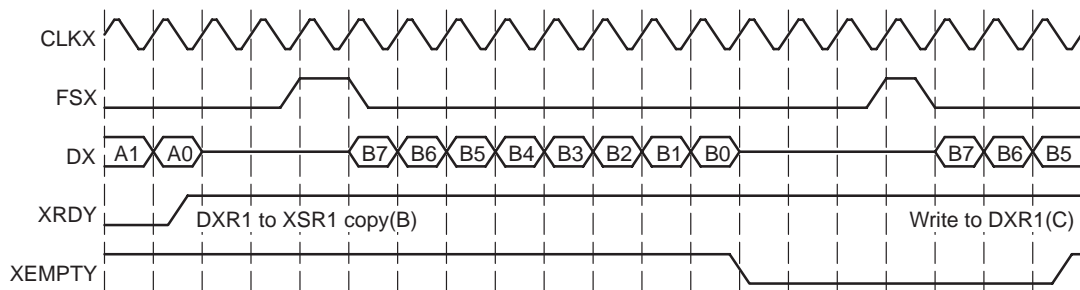 CLKX
FSX
DX A1 A0 B7 B6 B5 B4 B3 B2 B1 B0 B7 B6 B5
XRDY DXR1 to XSR1 copy(B) Write to DXR1(C)
XEMPTY